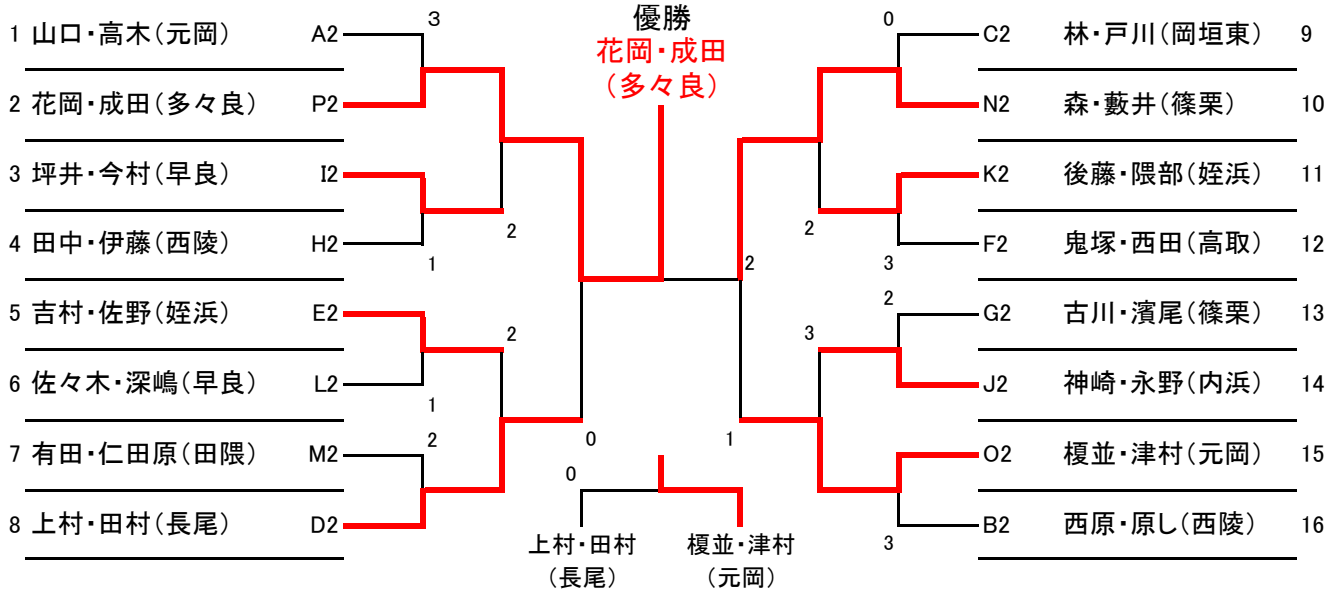 優勝
花岡・成田
(多々良)
1 山口・高木(元岡) A2
3
2 花岡・成田(多々良) P2
3 坪井・今村(早良) I2
2
4 田中・伊藤(西陵) H2
1
5 吉村・佐野(姪浜) E2
2
6 佐々木・深嶋(早良) L2
1
2
7 有田・仁田原(田隈) M2
0
8 上村・田村(長尾) D2
0
C2 林・戸川(岡垣東) 9
N2 森・藪井(篠栗) 10
K2 後藤・隈部(姪浜) 11
2
F2 鬼塚・西田(高取) 12
3
2
2
G2 古川・濱尾(篠栗) 13
3
J2 神崎・永野(内浜) 14
1
O2 榎並・津村(元岡) 15
B2 西原・原し(西陵) 16
3
0
上村・田村
(長尾)
榎並・津村
(元岡)